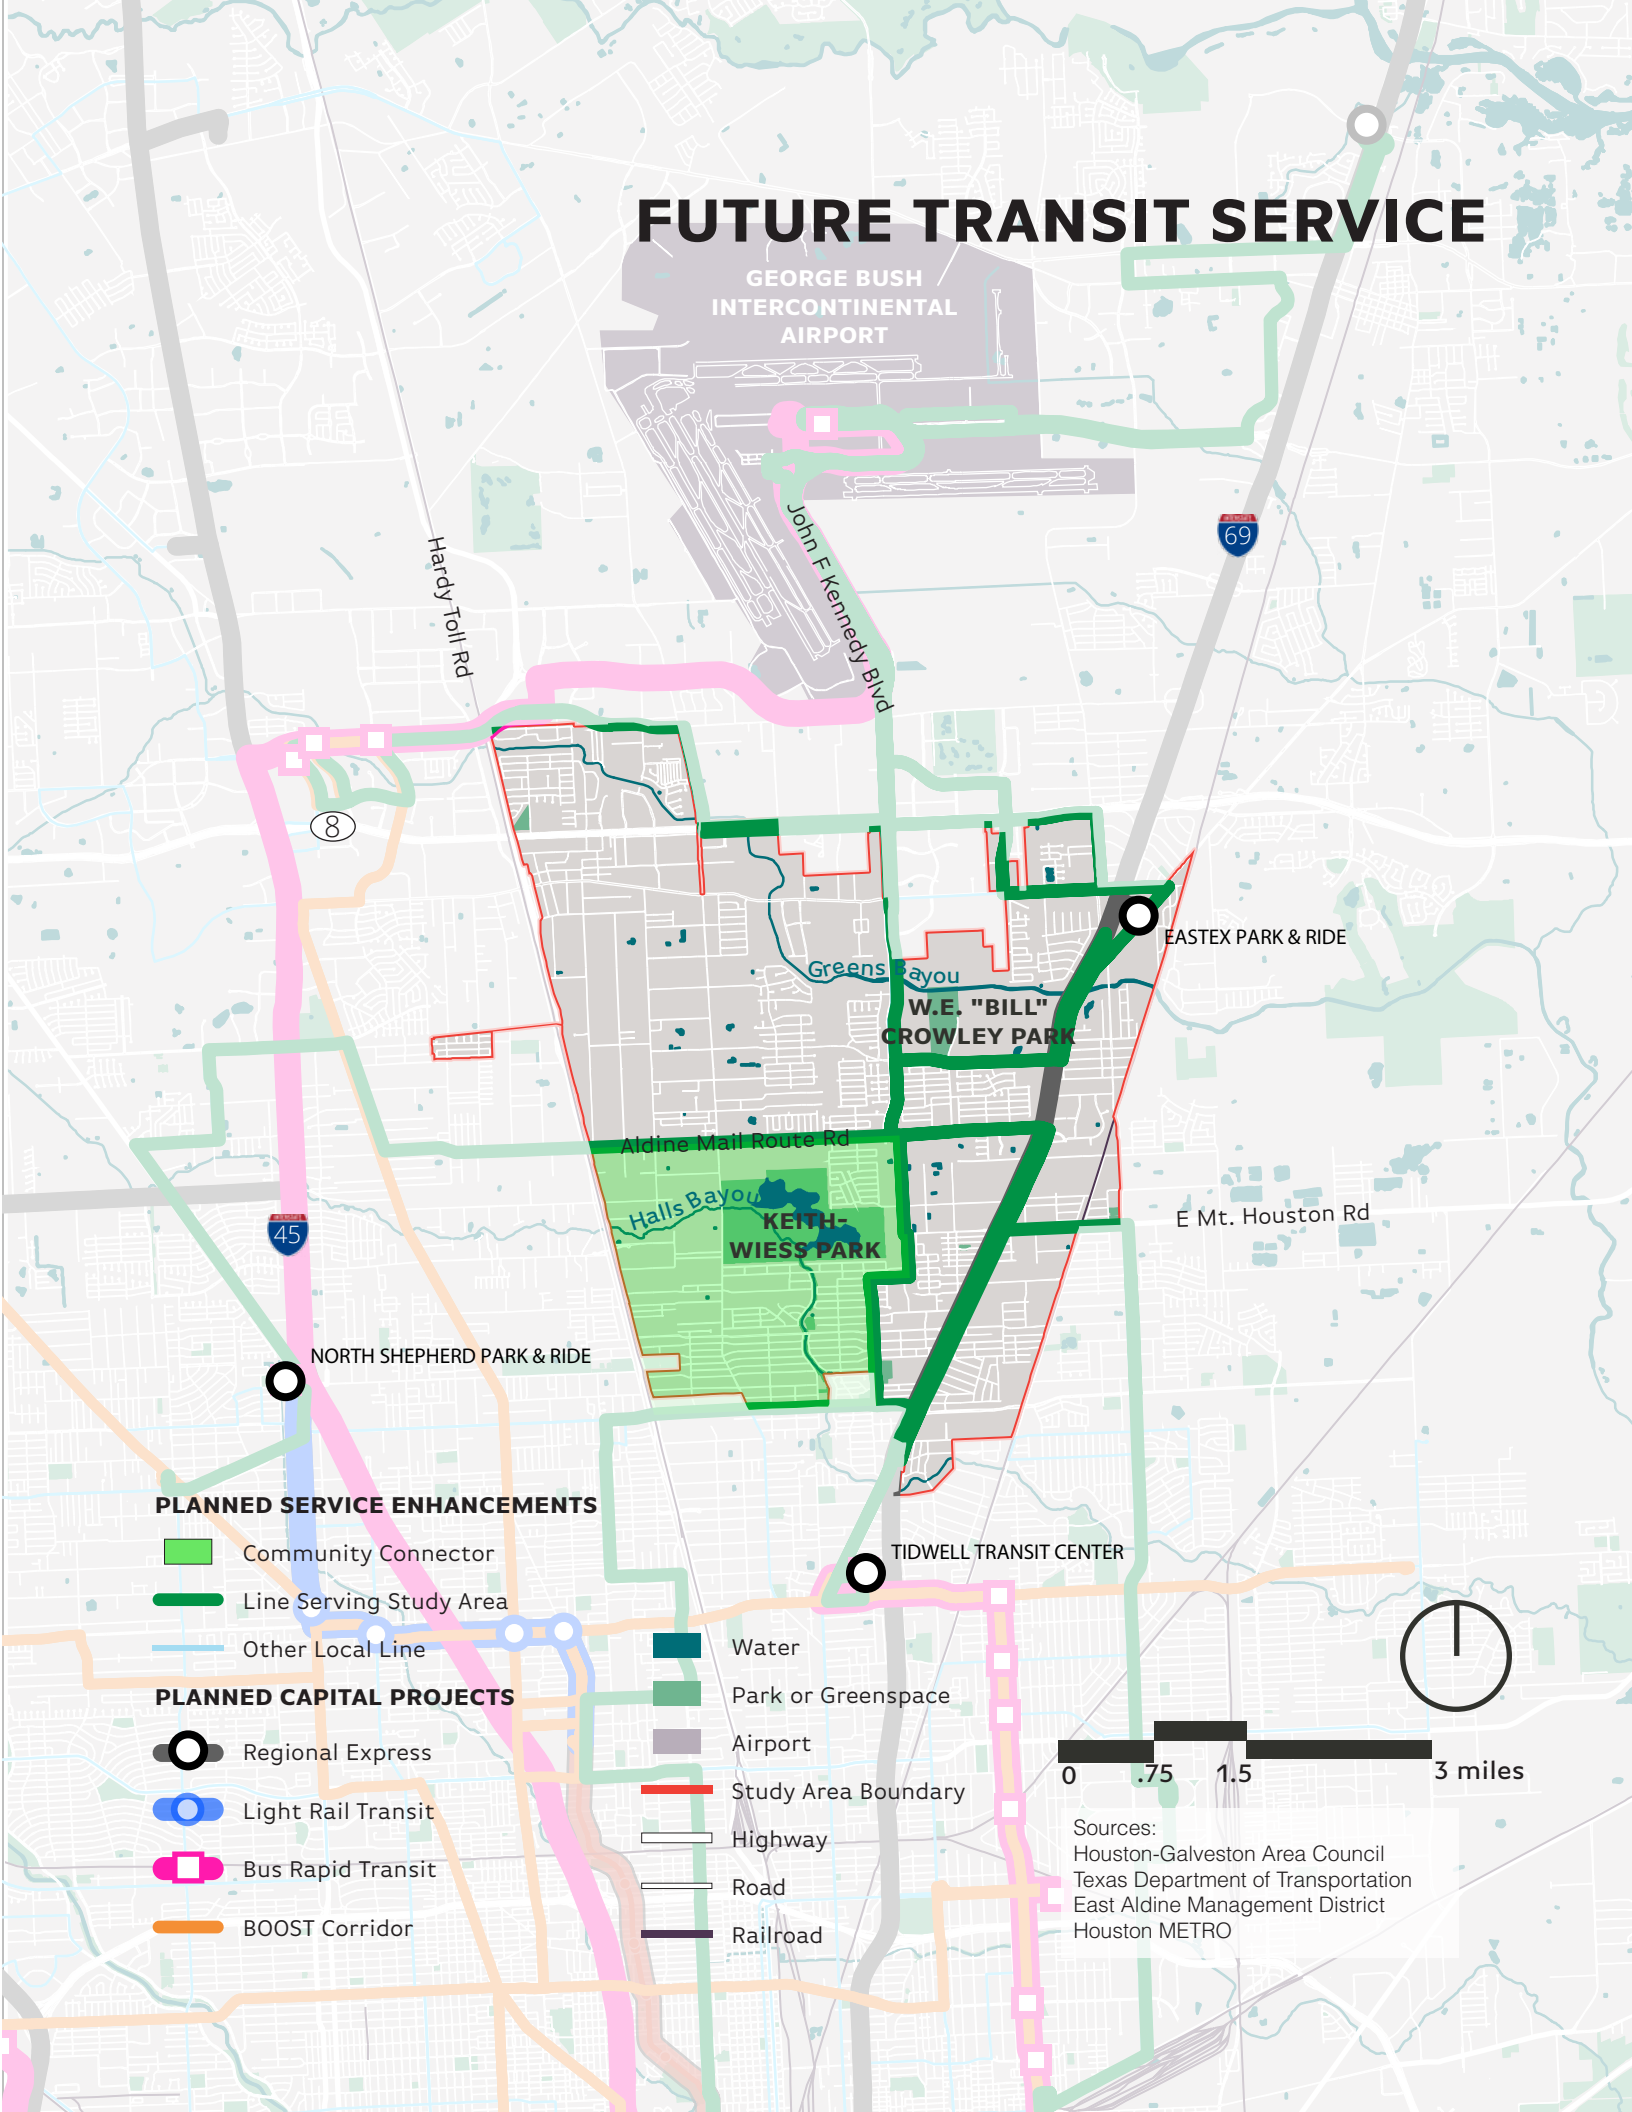 FUTURE TRANSIT SERVICE
GEORGE BUSH
INTERCONTINENTAL
AIRPORT
John F Kennedy Blvd
69
Hardy Toll Rd
8
EASTEX PARK & RIDE
Greens Bayou
W.E. "BILL"
CROWLEY PARK
Aldine Mail Route Rd
Halls Bayou
KEITH-
WIESS PARK
E Mt. Houston Rd
45
NORTH SHEPHERD PARK & RIDE
TIDWELL TRANSIT CENTER
PLANNED SERVICE ENHANCEMENTS
Community Connector
Line Serving Study Area
Other Local Line
PLANNED CAPITAL PROJECTS
Regional Express
Light Rail Transit
Bus Rapid Transit
BOOST Corridor
Water
Park or Greenspace
Airport
Study Area Boundary
Highway
Road
Railroad
0 .75 1.5 3 miles
Sources:
Houston-Galveston Area Council
Texas Department of Transportation
East Aldine Management District
Houston METRO